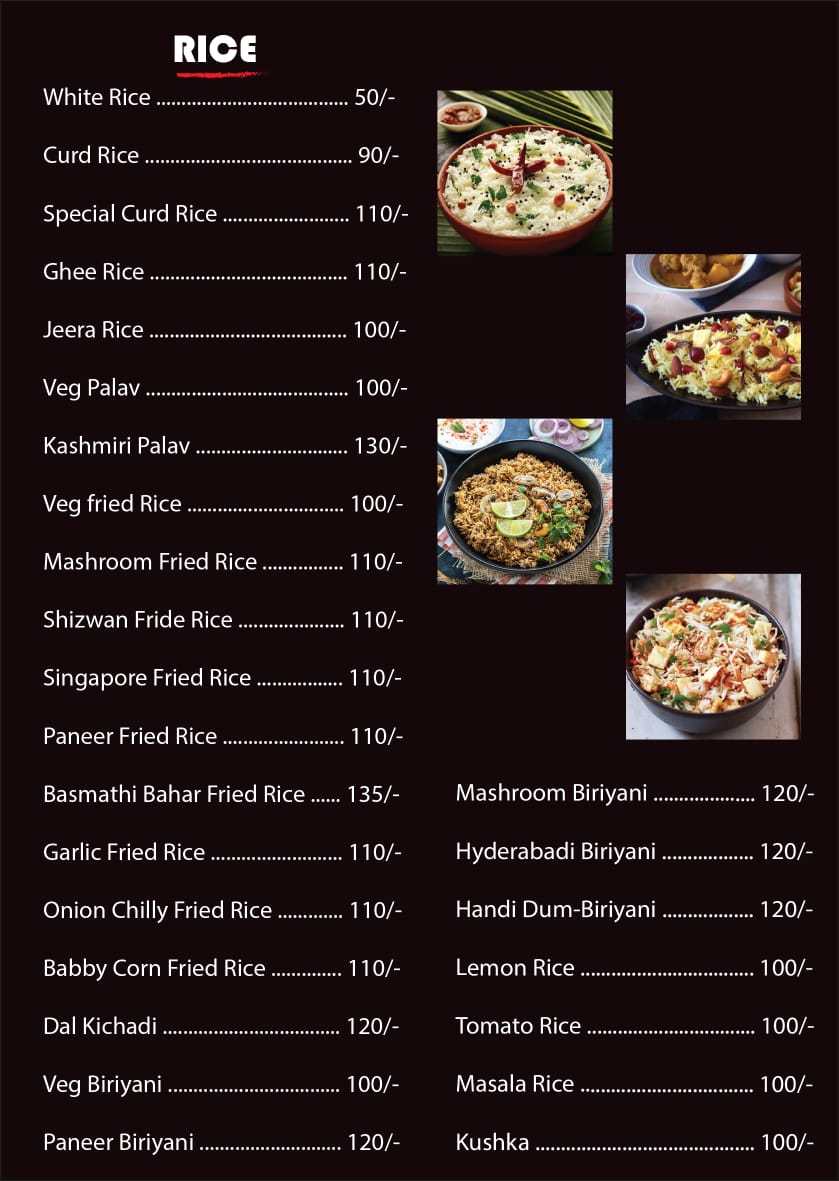 RICE
White Rice ...................................... 50/-
Curd Rice ......................................... 90/-
Special Curd Rice ......................... 110/-
Ghee Rice ....................................... 110/-
Jeera Rice ....................................... 100/-
Veg Palav ........................................ 100/-
Kashmiri Palav .............................. 130/-
Veg fried Rice ............................... 100/-
Mashroom Fried Rice ................ 110/-
Shizwan Fride Rice ..................... 110/-
Singapore Fried Rice ................. 110/-
Paneer Fried Rice ........................ 110/-
Basmathi Bahar Fried Rice ...... 135/-
Garlic Fried Rice .......................... 110/-
Onion Chilly Fried Rice ............. 110/-
Babby Corn Fried Rice .............. 110/-
Dal Kichadi ................................... 120/-
Veg Biriyani .................................. 100/-
Paneer Biriyani ............................ 120/-
Mashroom Biriyani .................... 120/-
Hyderabadi Biriyani .................. 120/-
Handi Dum-Biriyani .................. 120/-
Lemon Rice .................................. 100/-
Tomato Rice ................................. 100/-
Masala Rice .................................. 100/-
Kushka ........................................... 100/-